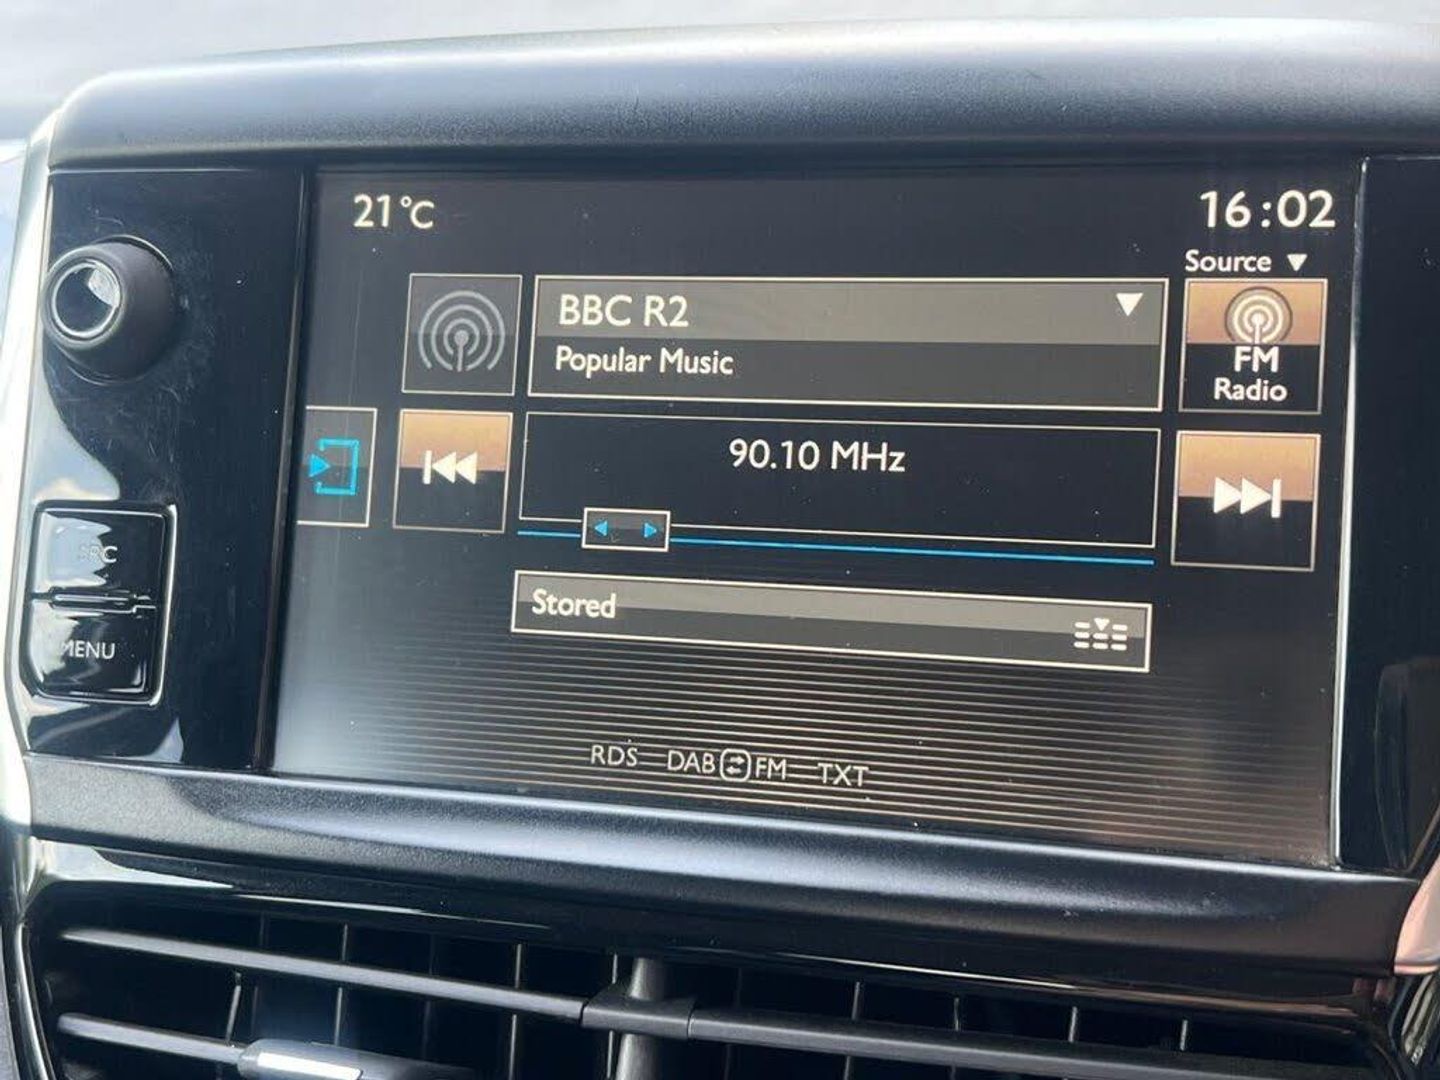 21°C
16:02
Source
BBC R2
Popular Music
FM
Radio
90.10 MHz
SRC
Stored
MENU
RDS DAB FM TXT